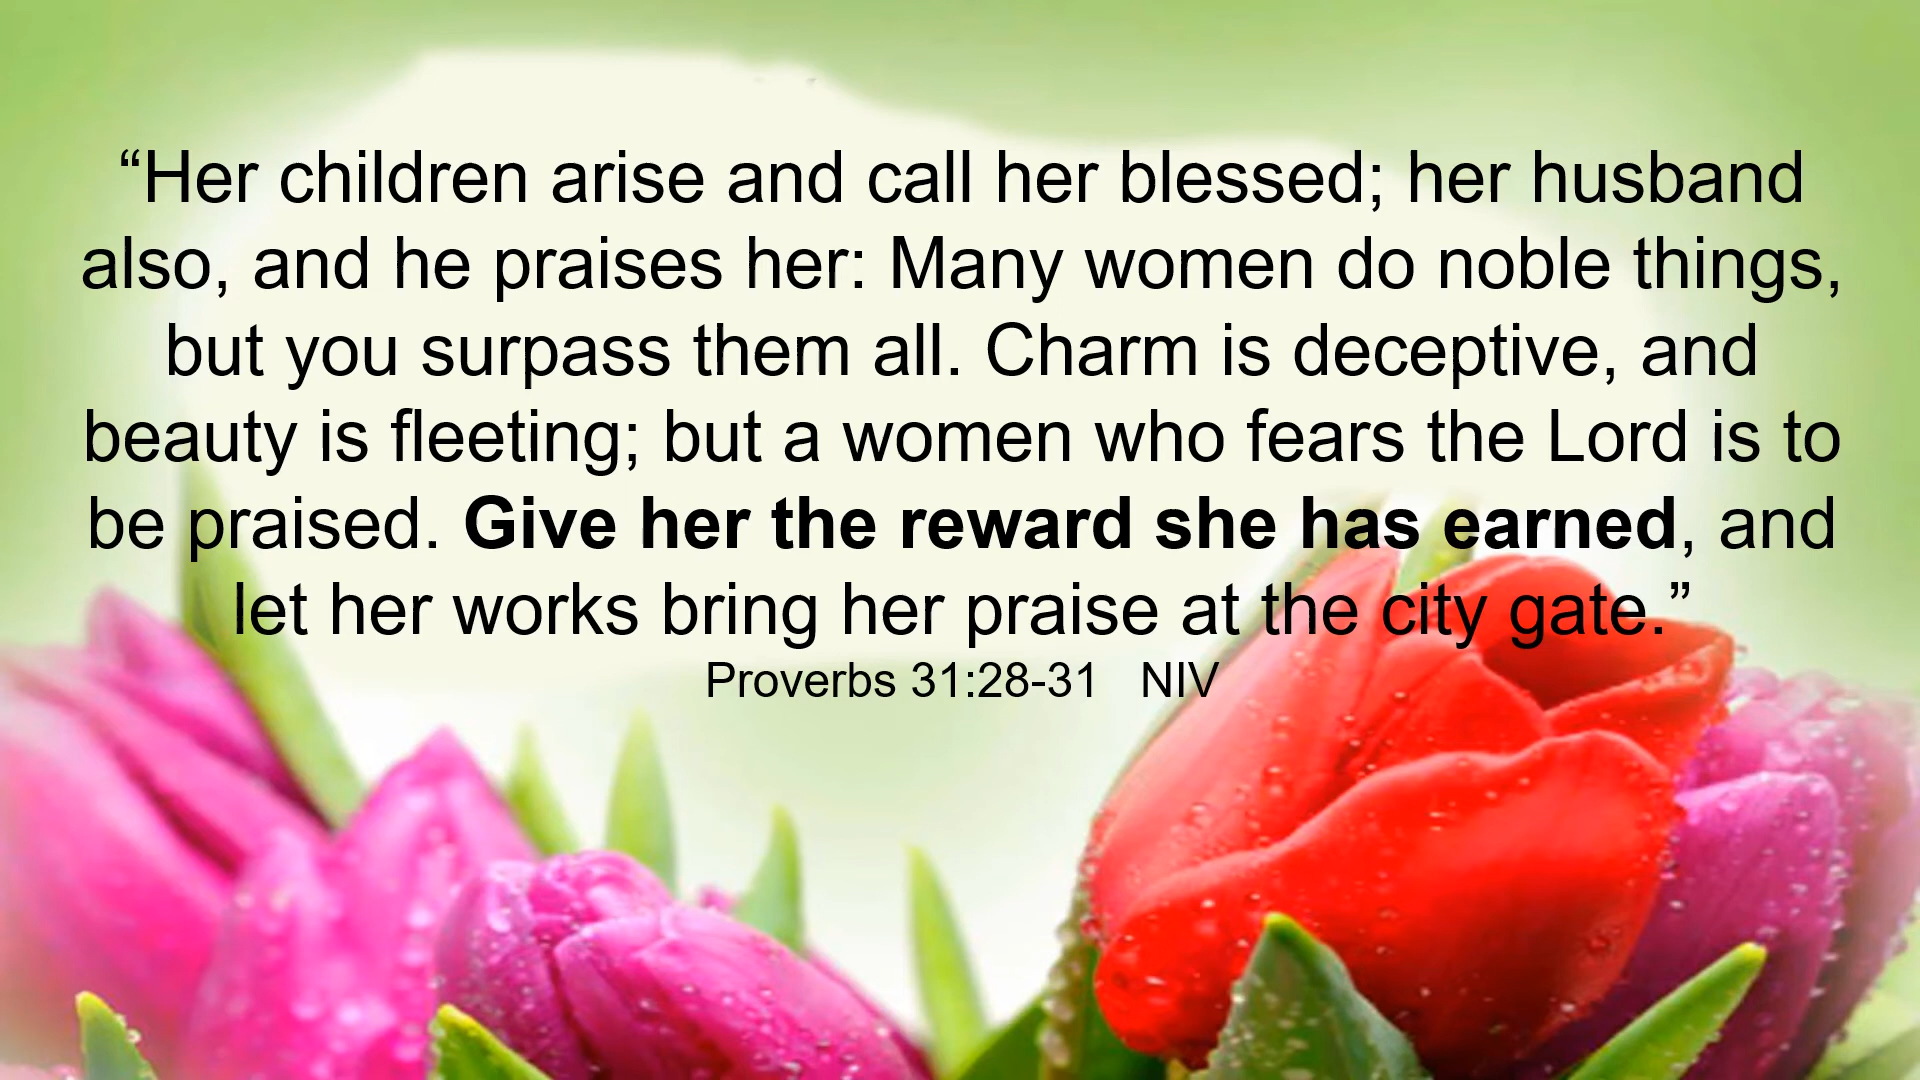 “Her children arise and call her blessed; her husband
also, and he praises her: Many women do noble things,
but you surpass them all. Charm is deceptive, and
beauty is fleeting; but a women who fears the Lord is to
be praised. Give her the reward she has earned, and
let her works bring her praise at the city gate.”
Proverbs 31:28-31 NIV